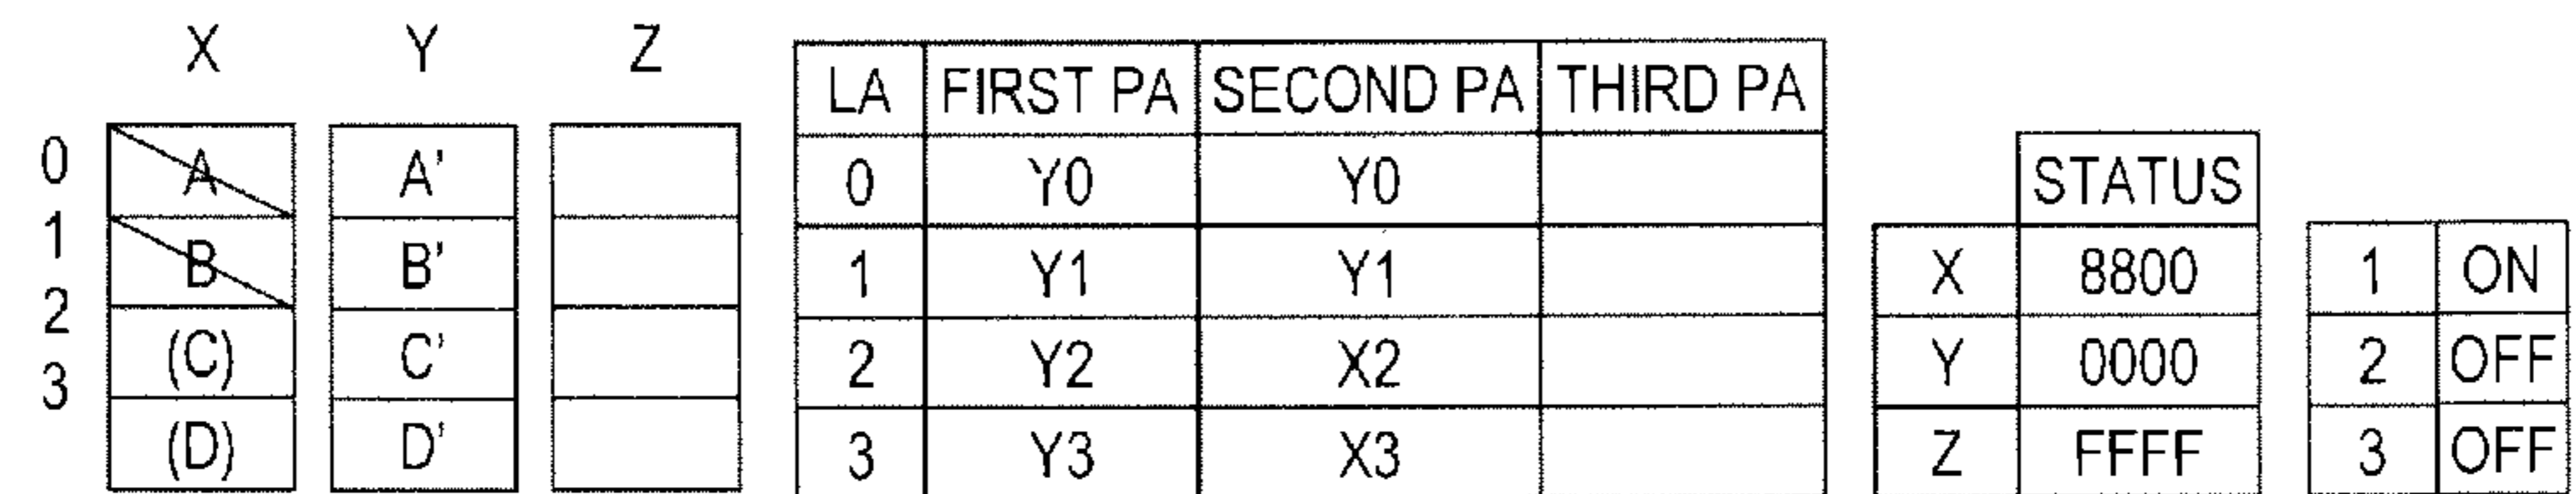 X Y Z
LA FIRST PA SECOND PA THIRD PA
0 A A' 0 Y0 Y0 STATUS
1 B B' 1 Y1 Y1 X 8800 1 ON
2 (C) C' 2 Y2 X2 Y 0000 2 OFF
3 (D) D' 3 Y3 X3 Z FFFF 3 OFF